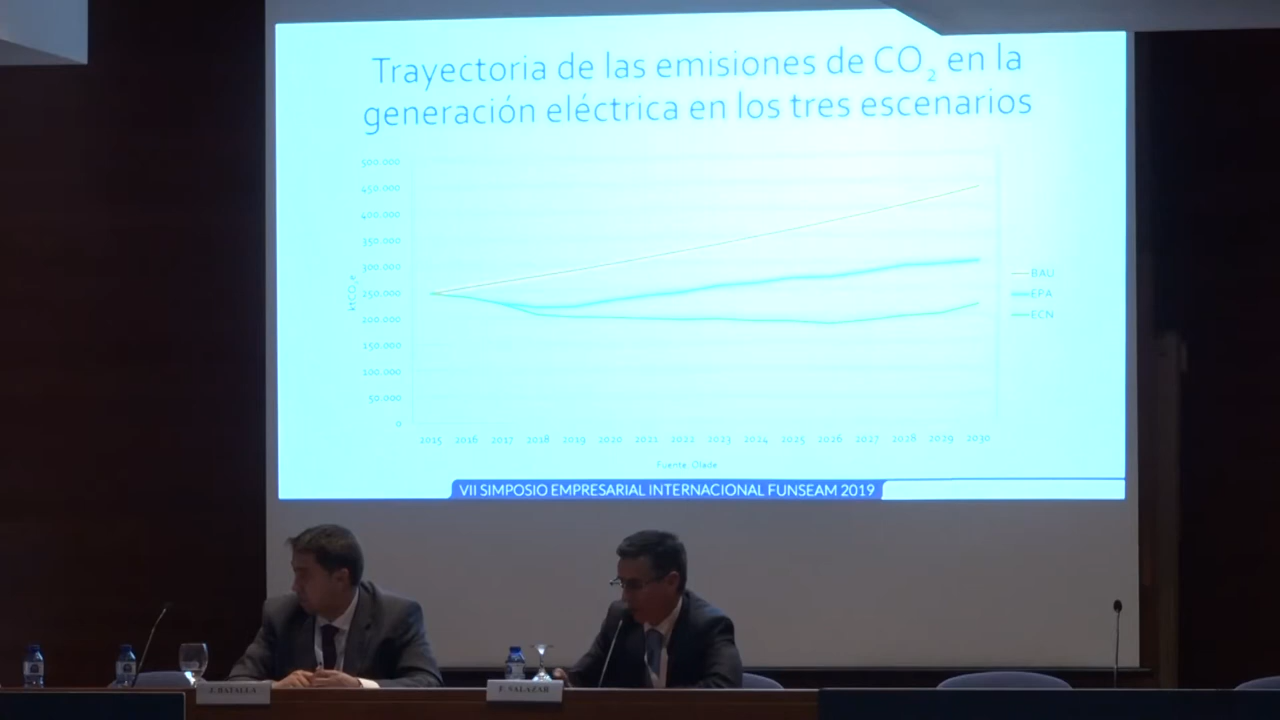 Trayectoria de las emisiones de CO₂ en la
generación eléctrica en los tres escenarios
500.000
450.000
400.000
350.000
300.000
250.000
200.000
150.000
100.000
50.000
0
ktCO₂e
BAU
EPA
ECN
2015 2016 2017 2018 2019 2020 2021 2022 2023 2024 2025 2026 2027 2028 2029 2030
Fuente: Olade
VII SIMPOSIO EMPRESARIAL INTERNACIONAL FUNSEAM 2019
J. BATALLA
F. SALAZAR